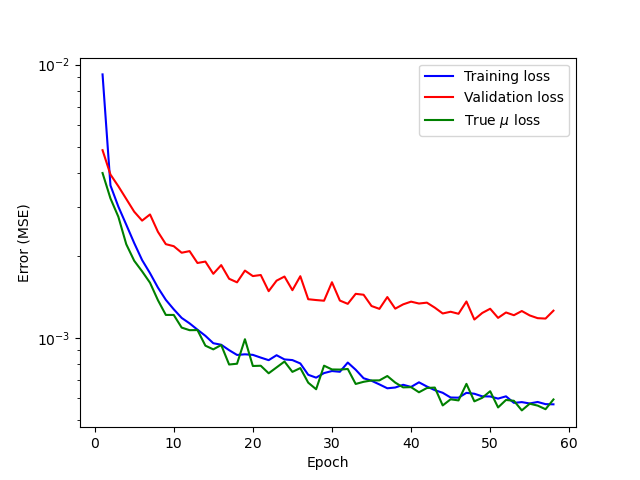 10⁻²
10⁻³
Error (MSE)
Training loss
Validation loss
True μ loss
0 10 20 30 40 50 60
Epoch